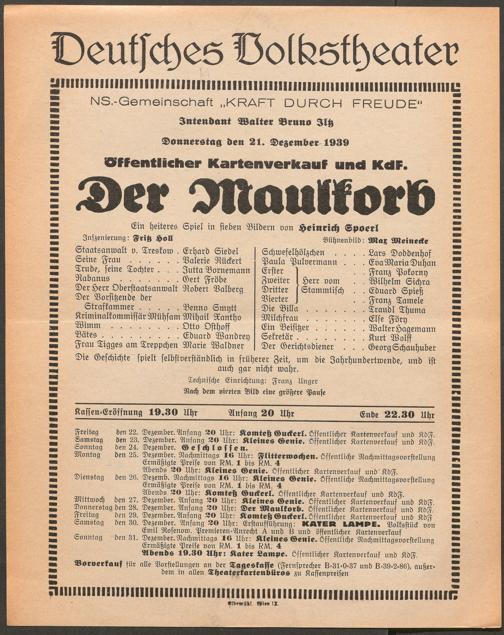 Deutsches Volkstheater
NS.-Gemeinschaft „KRAFT DURCH FREUDE"
Intendant Walter Bruno Iltz
Donnerstag den 21. Dezember 1939
Öffentlicher Kartenverkauf und KdF.
Der Maulkorb
Ein heiteres Spiel in sieben Bildern von Heinrich Spoerl
Inszenierung: Fritz Holl
Bühnenbild: Max Meinecke
Staatsanwalt v. Treskow . Erhard Siedel
Seine Frau . . . . . Valerie Rückert
Trude, seine Tochter . . . Jutta Bornemann
Rabanus . . . . . . Gert Fröbe
Der Herr Oberstaatsanwalt Robert Valberg
Der Vorsitzende der
Strafkammer . . . . Benno Smytt
Kriminalkommissär Mühsam Mihail Xantho
Wimm . . . . . . Otto Osthoff
Bätes . . . . . . Eduard Wandrey
Frau Tigges am Treppchen Marie Waldner
Schweselhölzchen . . . . Lars Doddenhof
Paula Pulvermann . . . Eva Maria Duhan
Erster } Herr vom Stammtisch . . Franz Pokorny
Zweiter } . . Wilhelm Sichra
Dritter } . . Eduard Spieß
Vierter } . . Franz Tamele
Die Villa . . . . . . Traudl Thuma
Milchfrau . . . . . . Else Föry
Ein Beisitzer . . . . . Walter Hagemann
Sekretär . . . . . . Kurt Wolff
Der Gerichtsdiener . . . Georg Schauhuber
Die Geschichte spielt selbstverständlich in früherer Zeit, um die Jahrhundertwende, und ist
auch gar nicht wahr.
Technische Einrichtung: Franz Unger
Nach dem vierten Bild eine größere Pause
Kassen-Eröffnung 19.30 Uhr Anfang 20 Uhr Ende 22.30 Uhr
Freitag den 22. Dezember. Anfang 20 Uhr: Komteß Guckerl. Öffentlicher Kartenverkauf und KdF.
Samstag den 23. Dezember. Anfang 20 Uhr: Kleines Genie. Öffentlicher Kartenverkauf und KdF.
Sonntag den 24. Dezember. Geschlossen.
Montag den 25. Dezember. Nachmittags 16 Uhr: Flitterwochen. Öffentliche Nachmittagsvorstellung
Ermäßigte Preise von RM. 1 bis RM. 4
Abends 20 Uhr: Kleines Genie. Öffentlicher Kartenverkauf und KdF.
Dienstag den 26. Dezemb. Nachmittags 16 Uhr: Kleines Genie. Öffentliche Nachmittagsvorstellung
Ermäßigte Preise von RM. 1 bis RM. 4
Abends 20 Uhr: Komteß Guckerl. Öffentlicher Kartenverkauf und KdF.
Mittwoch den 27. Dezember. Anfang 20 Uhr: Kleines Genie. Öffentlicher Kartenverkauf und KdF.
Donnerstag den 28. Dezember. Anfang 20 Uhr: Der Maulkorb. Öffentlicher Kartenverkauf und KdF.
Freitag den 29. Dezember. Anfang 20 Uhr: Komteß Guckerl. Öffentlicher Kartenverkauf und KdF.
Samstag den 30. Dezember. Anfang 20 Uhr: Erstaufführung: KATER LAMPE. Volksstück von
Emil Rosenow. Premieren-Anrecht A und B und öffentlicher Kartenverkauf
Sonntag den 31. Dezember. Nachmittags 16 Uhr: Kleines Genie. Öffentliche Nachmittagsvorstellung
Ermäßigte Preise von RM. 1 bis RM. 4
Abends 19.30 Uhr: Kater Lampe. Öffentlicher Kartenverkauf und KdF.
Vorverkauf für alle Vorstellungen an der Tageskasse (Fernsprecher B-31-0-37 und B-39-2-86), außer-
dem in allen Theaterkartenbüros zu Kassenpreisen
Elbemühl, Wien IX.